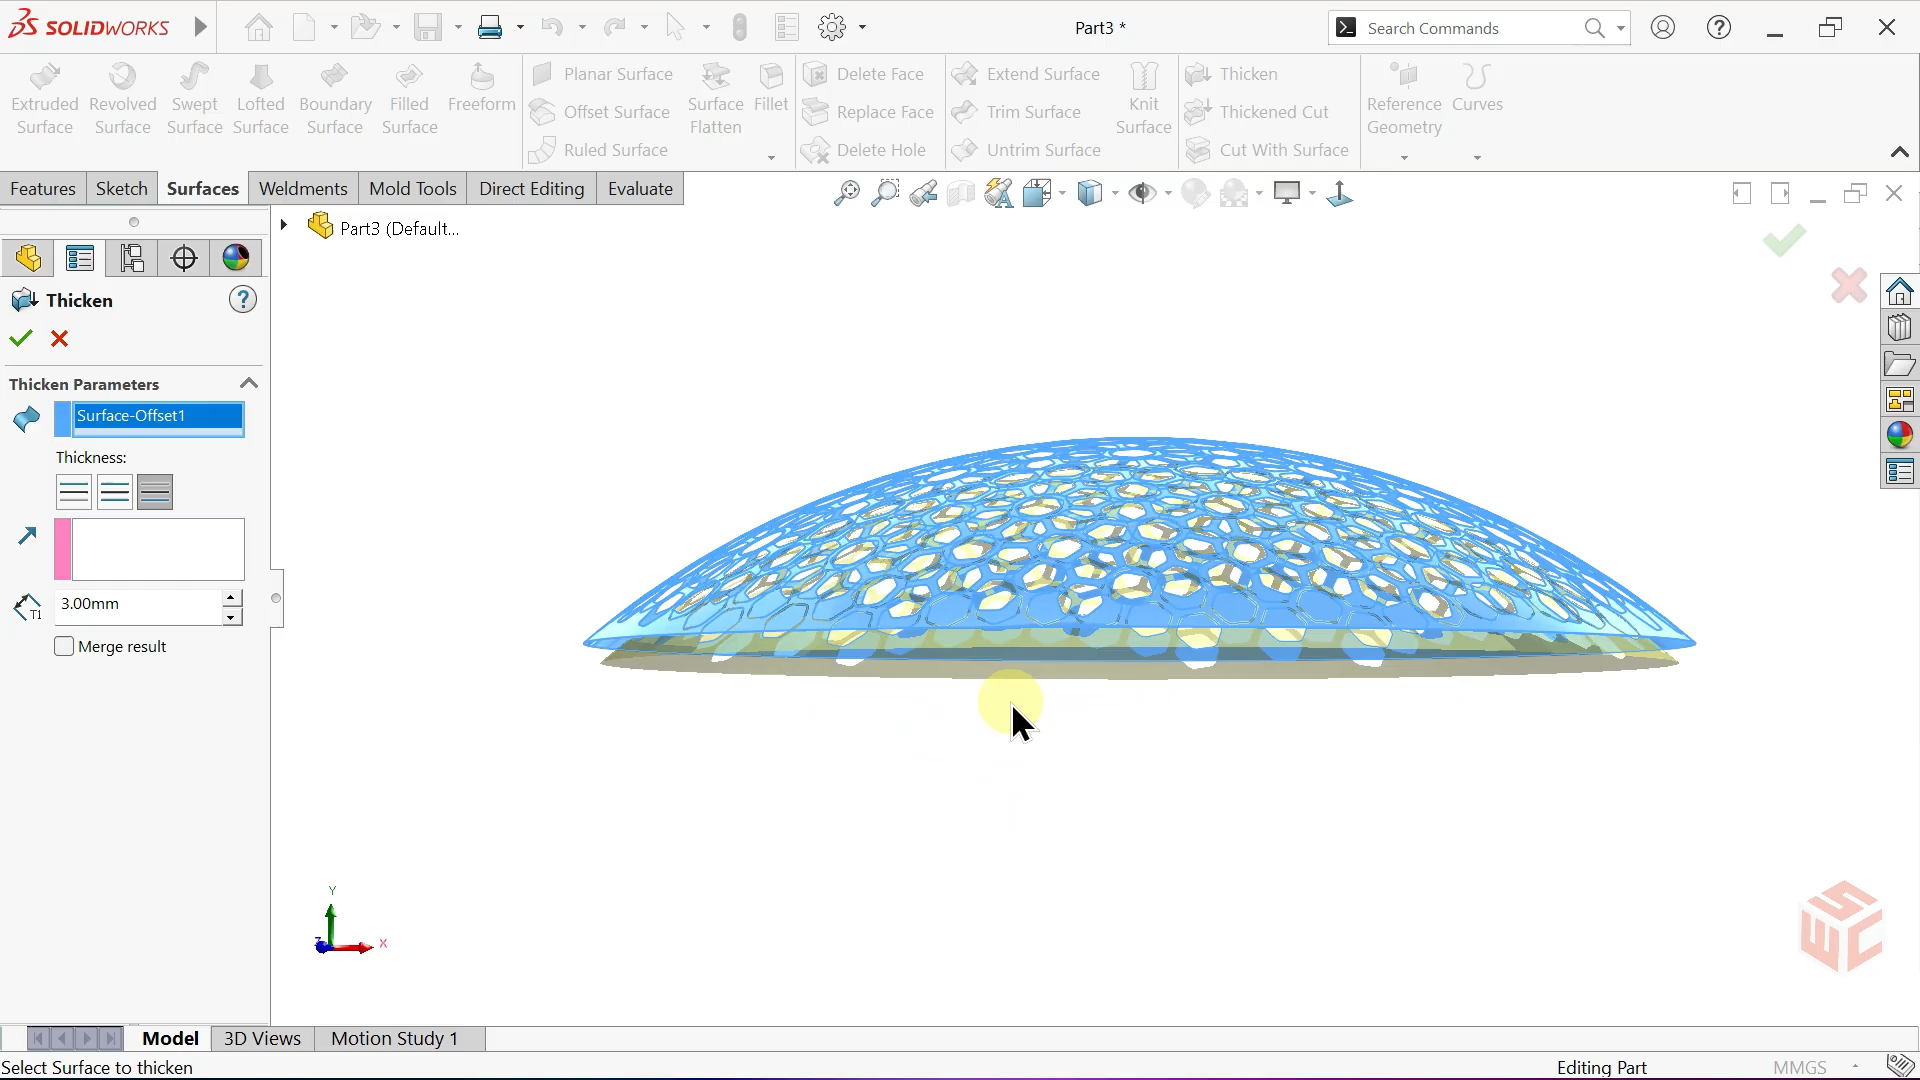 SOLIDWORKS
Part3 *
Search Commands
Extruded Surface
Revolved Surface
Swept Surface
Lofted Surface
Boundary Surface
Filled Surface
Freeform
Planar Surface
Offset Surface
Ruled Surface
Surface Flatten
Fillet
Delete Face
Replace Face
Delete Hole
Extend Surface
Trim Surface
Untrim Surface
Knit Surface
Thicken
Thickened Cut
Cut With Surface
Reference Geometry
Curves
Features
Sketch
Surfaces
Weldments
Mold Tools
Direct Editing
Evaluate
Part3 (Default...
Thicken
Thicken Parameters
Surface-Offset1
Thickness:
T1
3.00mm
Merge result
Y
Z
X
SWC
Model
3D Views
Motion Study 1
Select Surface to thicken
Editing Part
MMGS